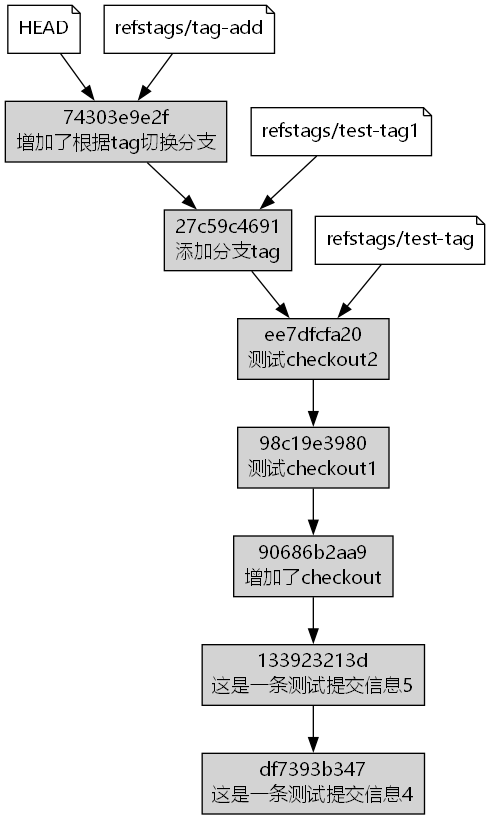 HEAD
refstags/tag-add
74303e9e2f
增加了根据tag切换分支
refstags/test-tag1
27c59c4691
添加分支tag
refstags/test-tag
ee7dfcfa20
测试checkout2
98c19e3980
测试checkout1
90686b2aa9
增加了checkout
133923213d
这是一条测试提交信息5
df7393b347
这是一条测试提交信息4